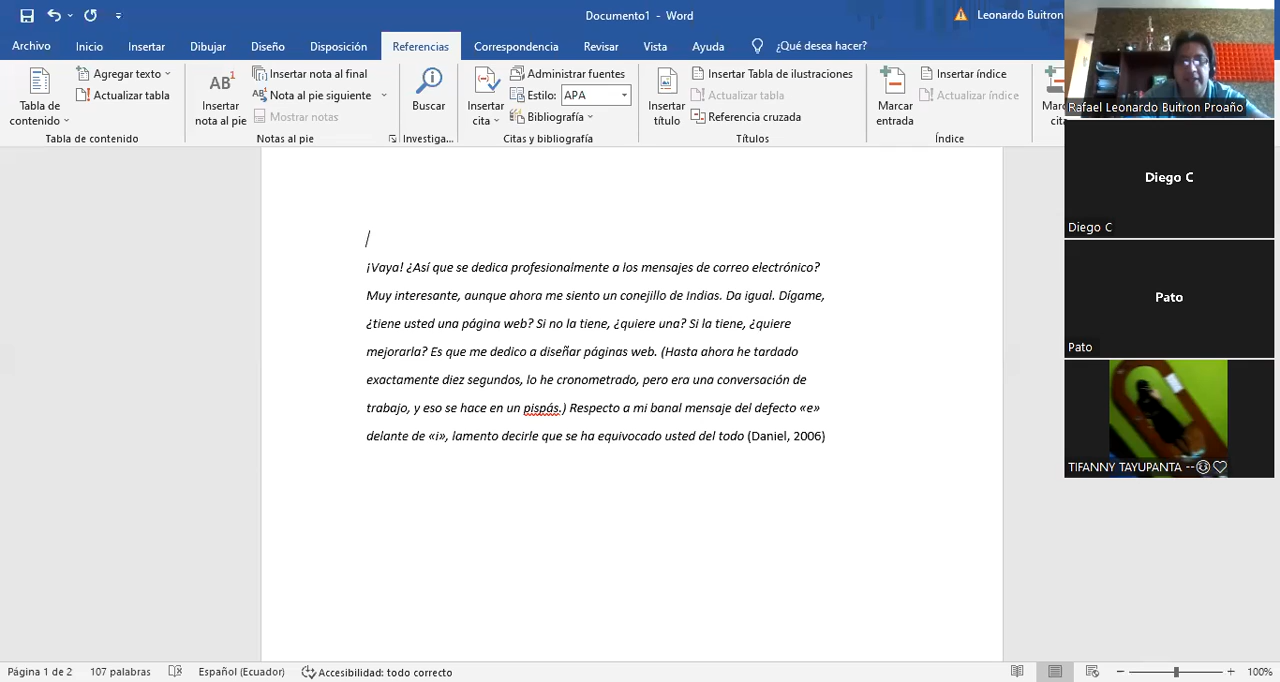 Documento1 - Word
Leonardo Buitron
Archivo Inicio Insertar Dibujar Diseño Disposición Referencias Correspondencia Revisar Vista Ayuda ¿Qué desea hacer?
Tabla de contenido
Agregar texto
Actualizar tabla
Tabla de contenido
AB1
Insertar nota al pie
Insertar nota al final
Nota al pie siguiente
Mostrar notas
Notas al pie
Buscar
Investiga...
Insertar cita
Administrar fuentes
Estilo: APA
Bibliografía
Citas y bibliografía
Insertar título
Insertar Tabla de ilustraciones
Actualizar tabla
Referencia cruzada
Títulos
Marcar entrada
Insertar índice
Actualizar índice
Índice
¡Vaya! ¿Así que se dedica profesionalmente a los mensajes de correo electrónico?
Muy interesante, aunque ahora me siento un conejillo de Indias. Da igual. Dígame,
¿tiene usted una página web? Si no la tiene, ¿quiere una? Si la tiene, ¿quiere
mejorarla? Es que me dedico a diseñar páginas web. (Hasta ahora he tardado
exactamente diez segundos, lo he cronometrado, pero era una conversación de
trabajo, y eso se hace en un pispás.) Respecto a mi banal mensaje del defecto «e»
delante de «i», lamento decirle que se ha equivocado usted del todo (Daniel, 2006)
Rafael Leonardo Buitron Proaño
Diego C
Diego C
Pato
Pato
TIFANNY TAYUPANTA --
Página 1 de 2 107 palabras Español (Ecuador) Accesibilidad: todo correcto 100%